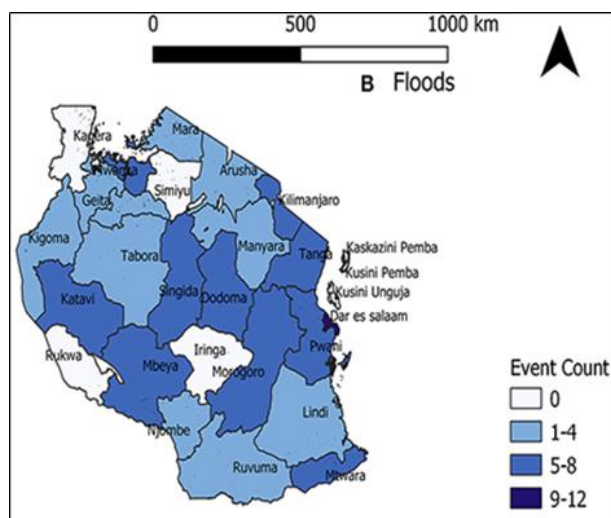 0 500 1000 km
B Floods
Kagera
Mara
Mwanza
Simiyu
Arusha
Geita
Kilimanjaro
Kigoma
Tabora
Manyara
Tanga
Kaskazini Pemba
Kusini Pemba
Kusini Unguja
Katavi
Singida
Dodoma
Dar es salaam
Rukwa
Mbeya
Iringa
Morogoro
Pwani
Njombe
Lindi
Ruvuma
Mtwara
Event Count
0
1-4
5-8
9-12